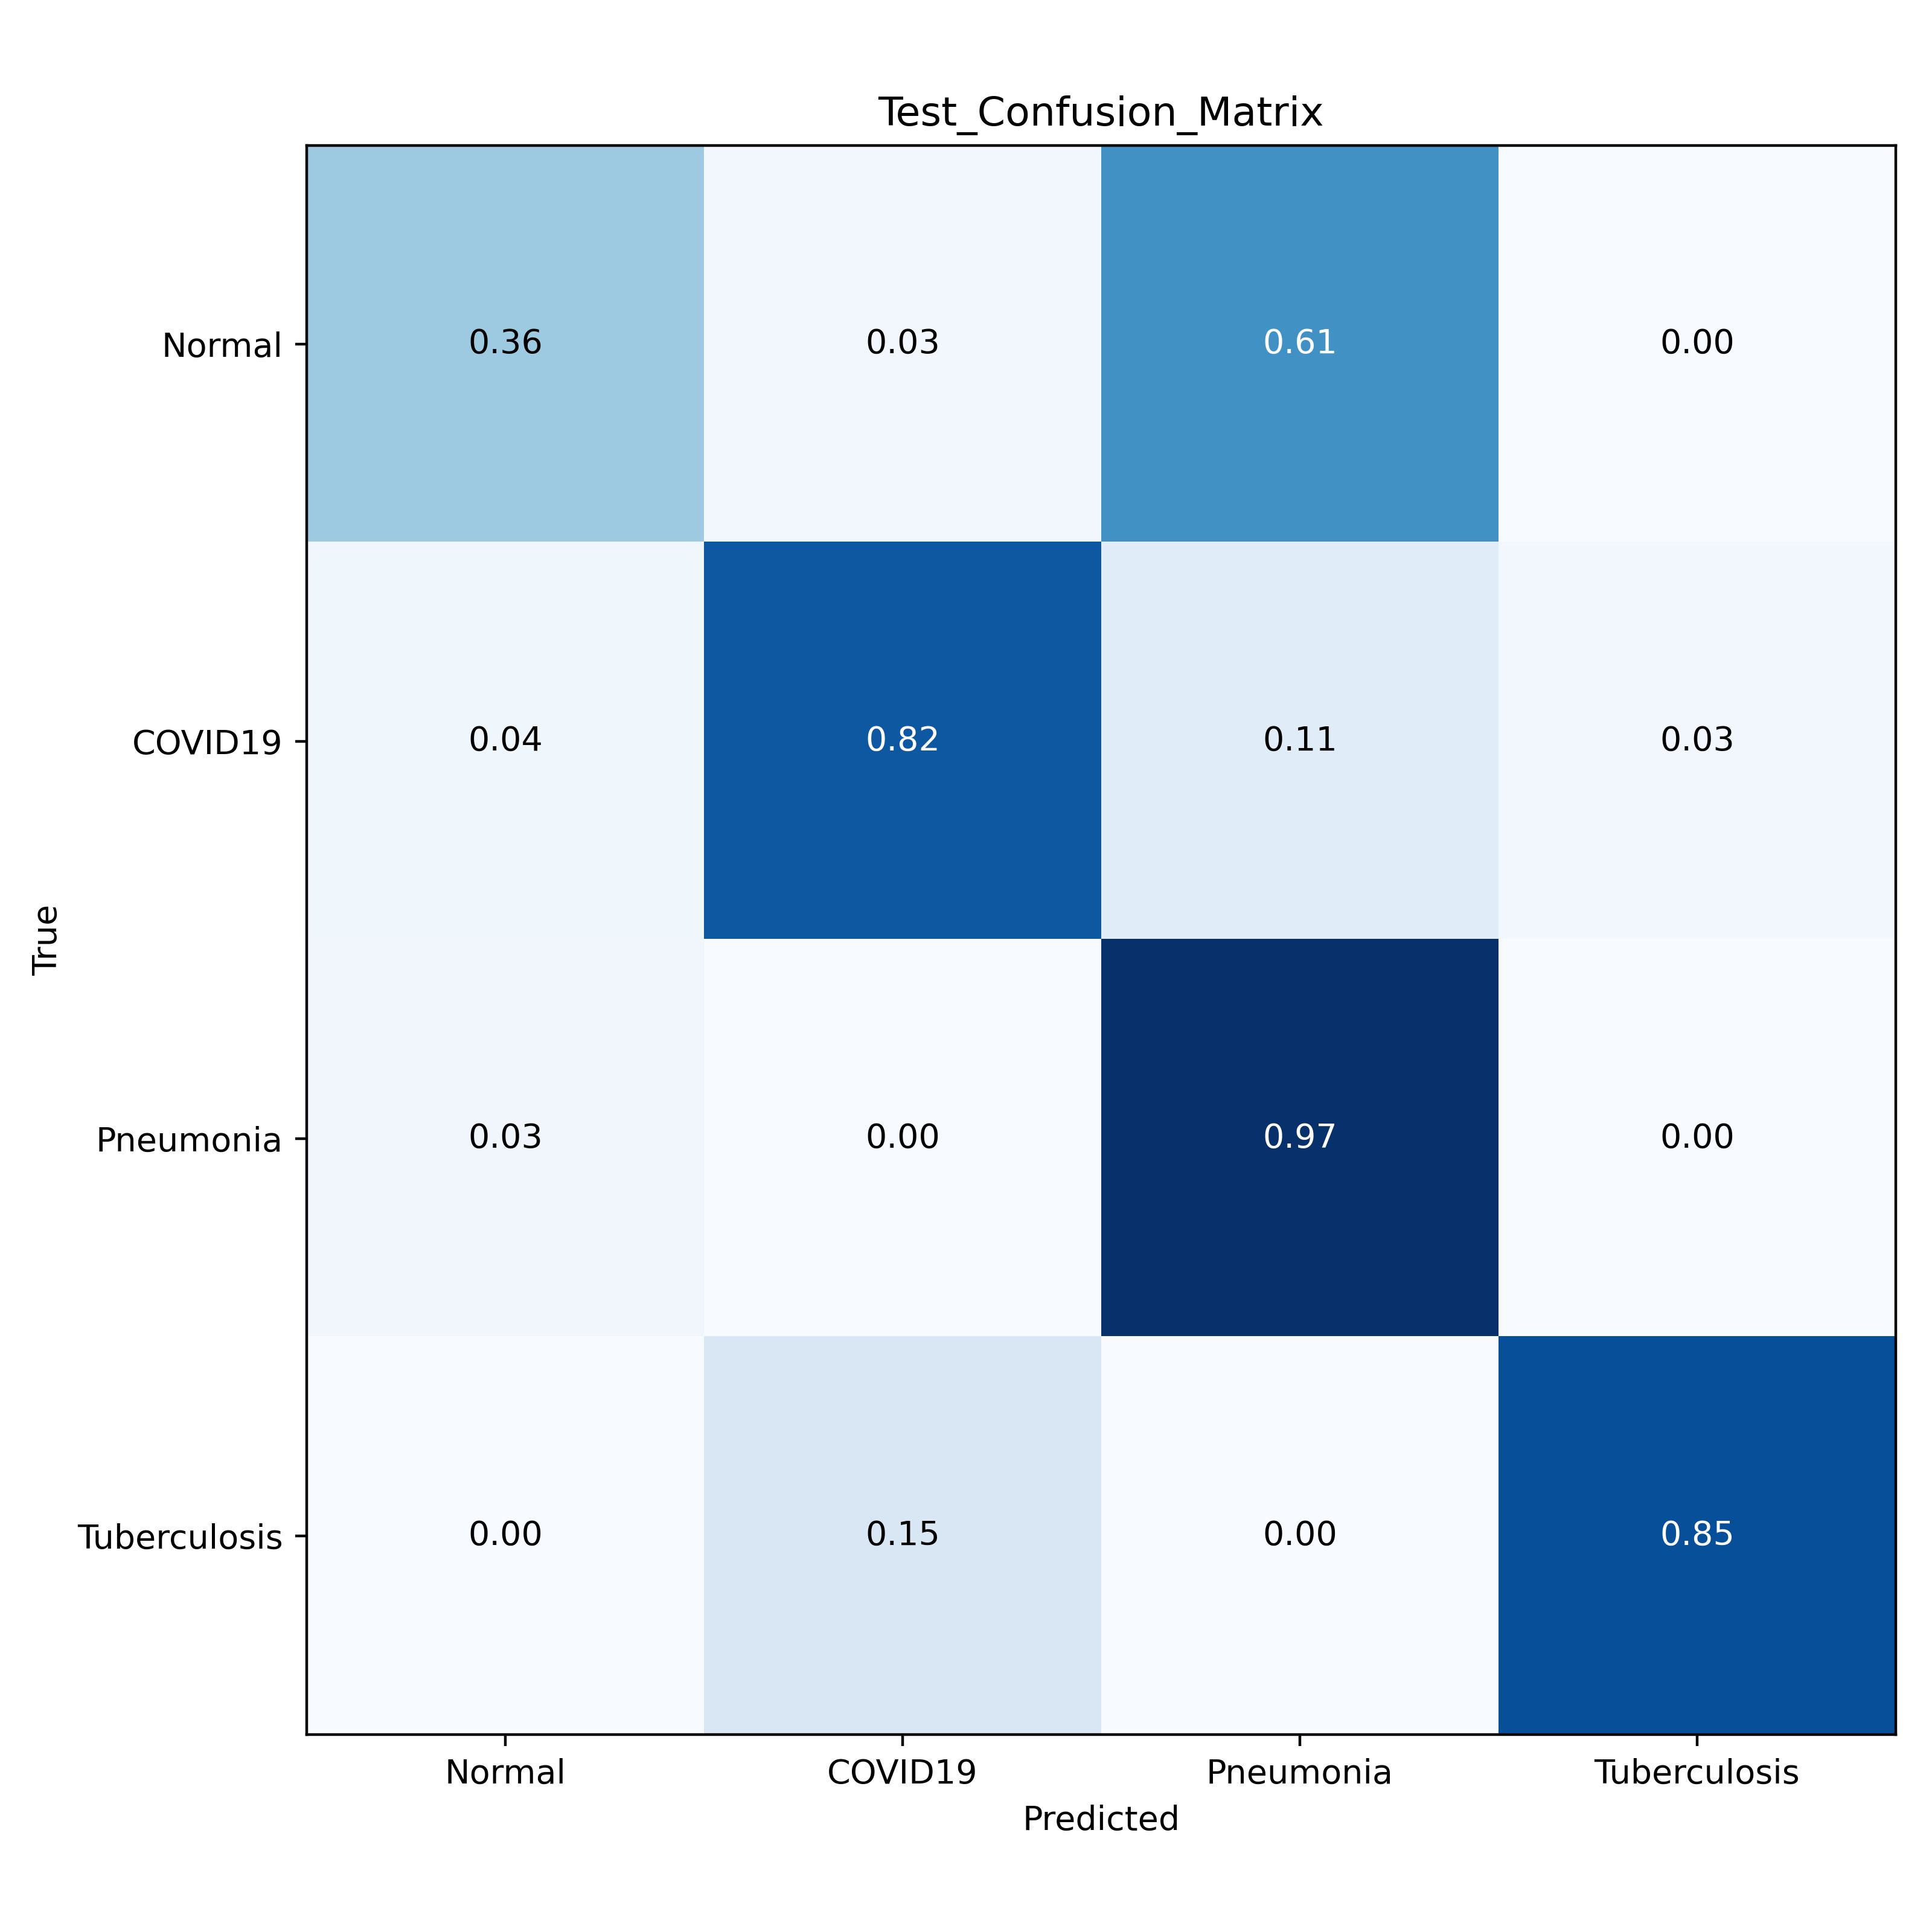 Test_Confusion_Matrix
Normal 0.36 0.03 0.61 0.00
COVID19 0.04 0.82 0.11 0.03
True
Pneumonia 0.03 0.00 0.97 0.00
Tuberculosis 0.00 0.15 0.00 0.85
Normal COVID19 Pneumonia Tuberculosis
Predicted